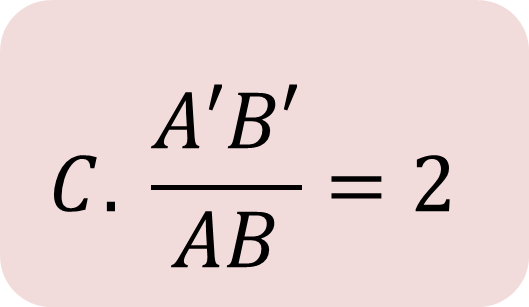 C. A′B′/AB = 2